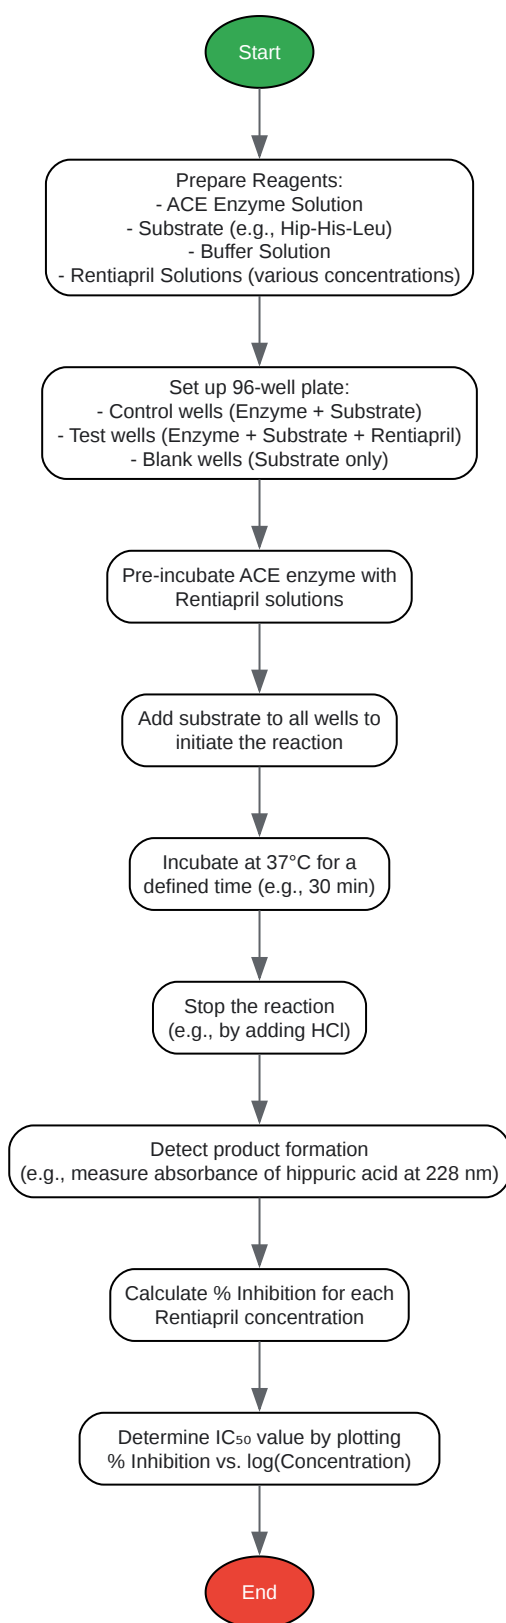 Start
Prepare Reagents:
- ACE Enzyme Solution
- Substrate (e.g., Hip-His-Leu)
- Buffer Solution
- Rentiapril Solutions (various concentrations)
Set up 96-well plate:
- Control wells (Enzyme + Substrate)
- Test wells (Enzyme + Substrate + Rentiapril)
- Blank wells (Substrate only)
Pre-incubate ACE enzyme with
Rentiapril solutions
Add substrate to all wells to
initiate the reaction
Incubate at 37°C for a
defined time (e.g., 30 min)
Stop the reaction
(e.g., by adding HCl)
Detect product formation
(e.g., measure absorbance of hippuric acid at 228 nm)
Calculate % Inhibition for each
Rentiapril concentration
Determine IC₅₀ value by plotting
% Inhibition vs. log(Concentration)
End